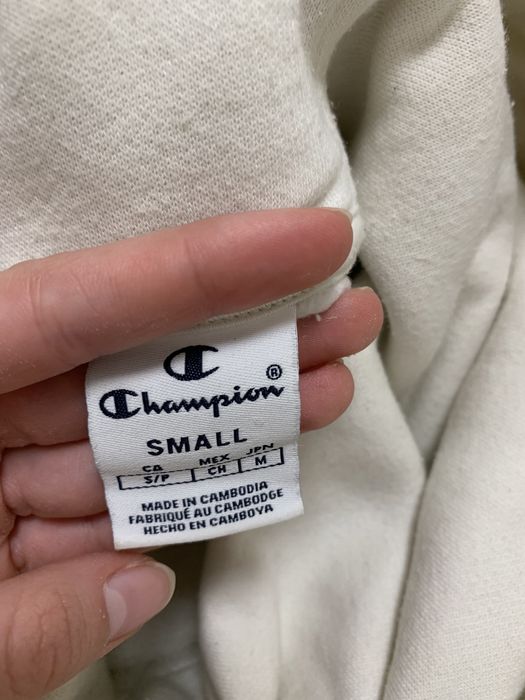 Champion®
SMALL
CA MEX JPN
S/P CH M
MADE IN CAMBODIA
FABRIQUÉ AU CAMBODGE
HECHO EN CAMBOYA